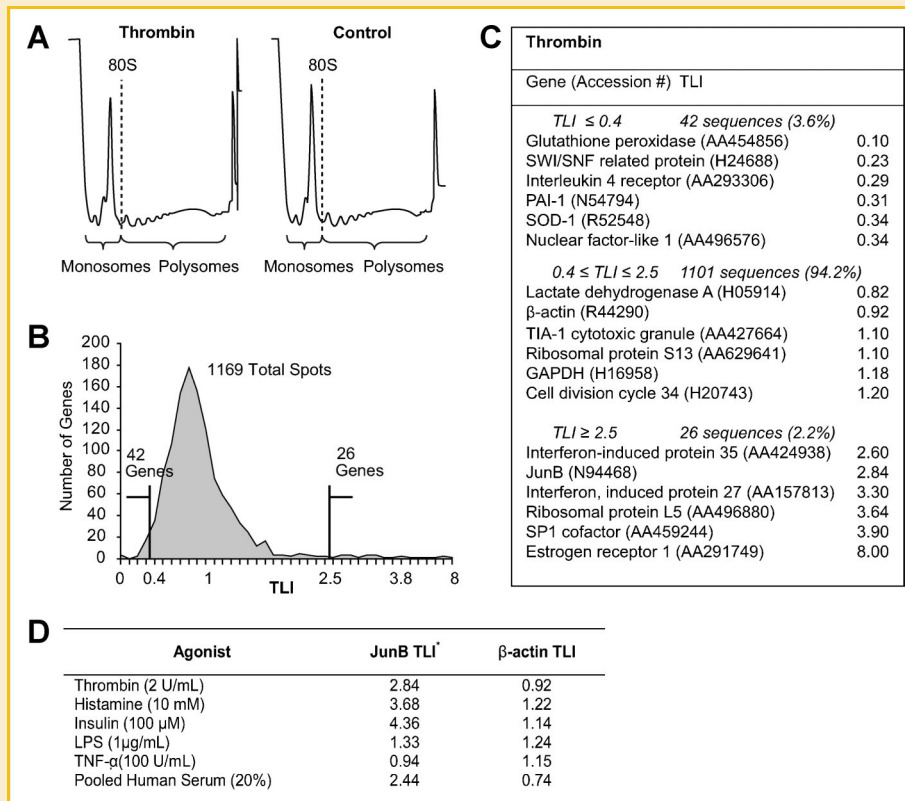 A
Thrombin
Control
80S
80S
Monosomes Polysomes
Monosomes Polysomes
B
Number of Genes
200
180
160
140
120
100
80
60
40
20
0
1169 Total Spots
42
Genes
26
Genes
0 0.4 1 2.5 3.8 8
TLI
C
Thrombin
Gene (Accession #) TLI
TLI ≤ 0.4 42 sequences (3.6%)
Glutathione peroxidase (AA454856) 0.10
SWI/SNF related protein (H24688) 0.23
Interleukin 4 receptor (AA293306) 0.29
PAI-1 (N54794) 0.31
SOD-1 (R52548) 0.34
Nuclear factor-like 1 (AA496576) 0.34
0.4 ≤ TLI ≤ 2.5 1101 sequences (94.2%)
Lactate dehydrogenase A (H05914) 0.82
β-actin (R44290) 0.92
TIA-1 cytotoxic granule (AA427664) 1.10
Ribosomal protein S13 (AA629641) 1.10
GAPDH (H16958) 1.18
Cell division cycle 34 (H20743) 1.20
TLI ≥ 2.5 26 sequences (2.2%)
Interferon-induced protein 35 (AA424938) 2.60
JunB (N94468) 2.84
Interferon, induced protein 27 (AA157813) 3.30
Ribosomal protein L5 (AA496880) 3.64
SP1 cofactor (AA459244) 3.90
Estrogen receptor 1 (AA291749) 8.00
D
Agonist JunB TLI* β-actin TLI
Thrombin (2 U/mL) 2.84 0.92
Histamine (10 mM) 3.68 1.22
Insulin (100 µM) 4.36 1.14
LPS (1µg/mL) 1.33 1.24
TNF-α(100 U/mL) 0.94 1.15
Pooled Human Serum (20%) 2.44 0.74